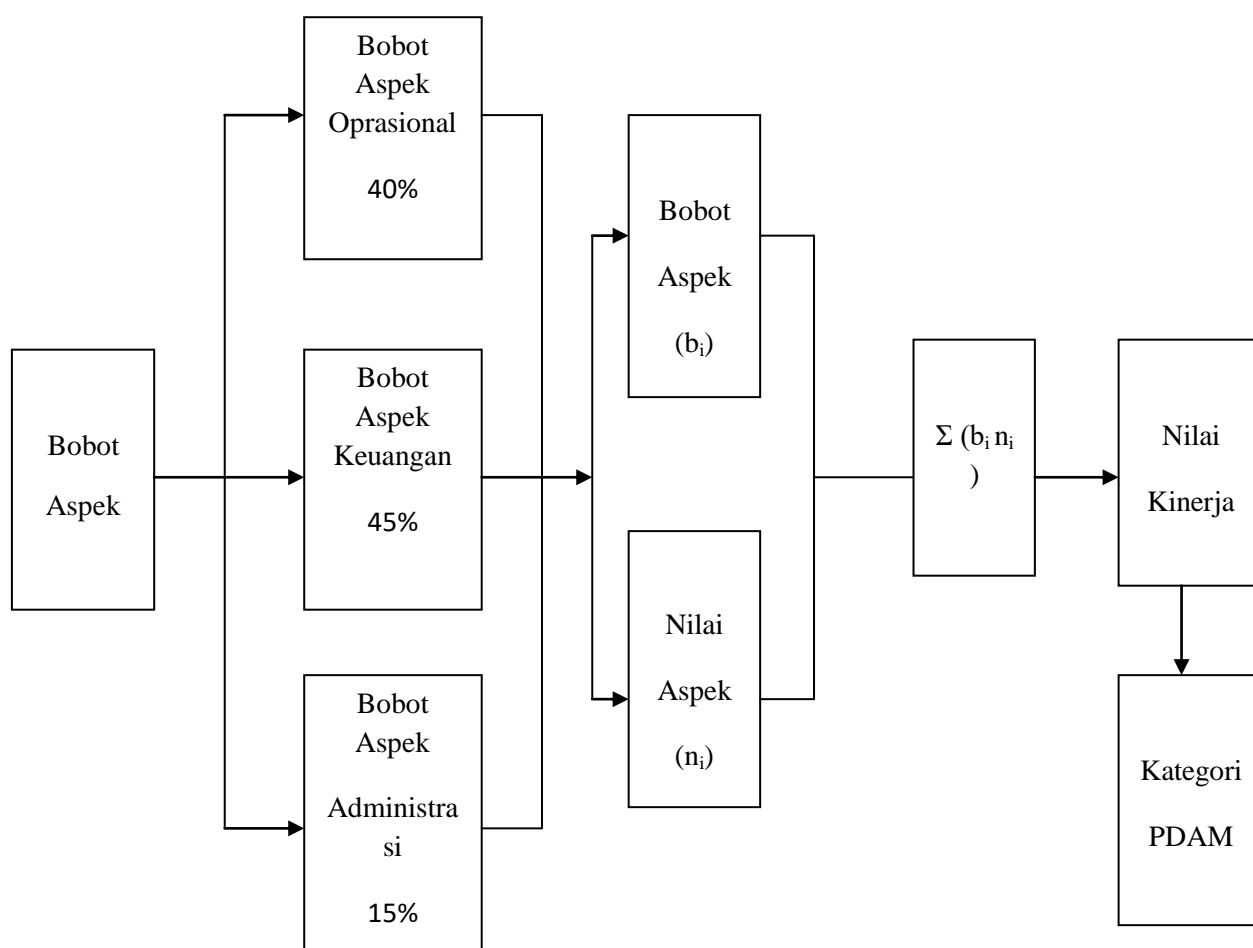 Bobot
Aspek
Bobot
Aspek
Oprasional
40%
Bobot
Aspek
Keuangan
45%
Bobot
Aspek
Administra
si
15%
Bobot
Aspek
(bᵢ)
Nilai
Aspek
(nᵢ)
Σ (bᵢ nᵢ
)
Nilai
Kinerja
Kategori
PDAM